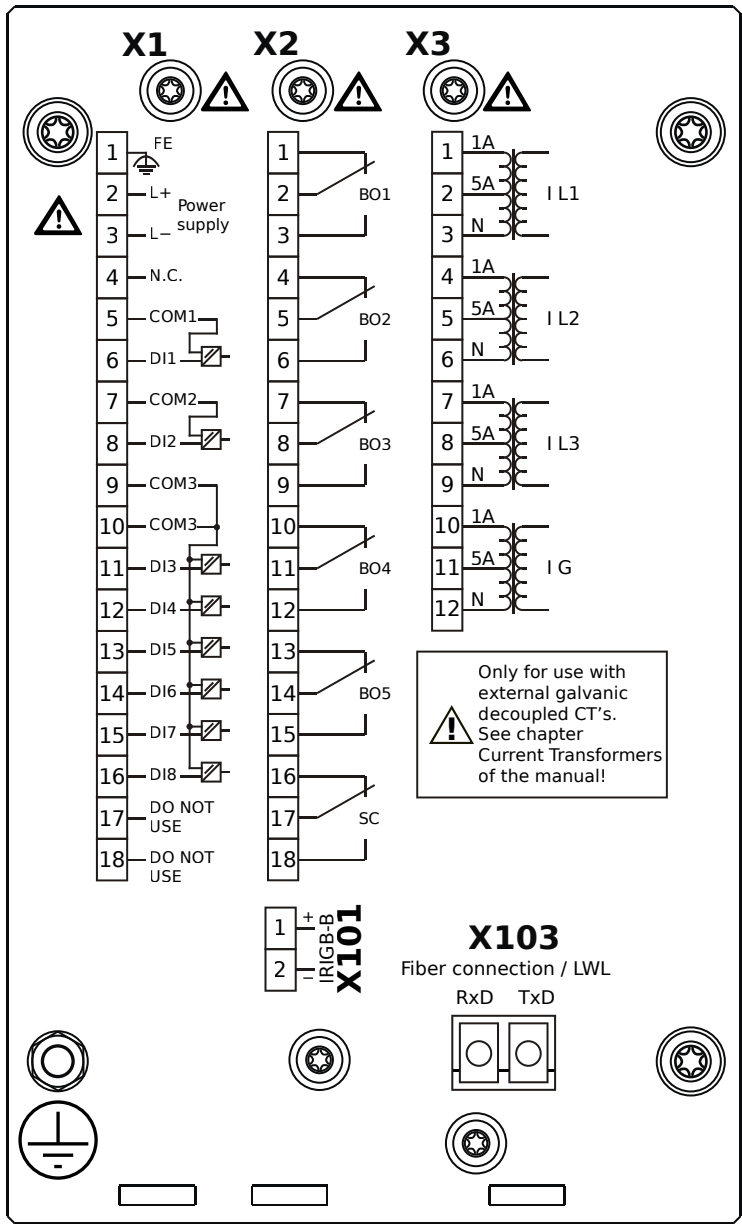 X1 X2 X3
1 FE
2 L+
3 L−
Power
supply
4 N.C.
5 COM1
6 DI1
7 COM2
8 DI2
9 COM3
10 COM3
11 DI3
12 DI4
13 DI5
14 DI6
15 DI7
16 DI8
17 DO NOT
USE
18 DO NOT
USE
1
2 BO1
3
4
5 BO2
6
7
8 BO3
9
10
11 BO4
12
13
14 BO5
15
16
17 SC
18
1 1A
2 5A I L1
3 N
4 1A
5 5A I L2
6 N
7 1A
8 5A I L3
9 N
10 1A
11 5A I G
12 N
Only for use with
external galvanic
decoupled CT’s.
See chapter
Current Transformers
of the manual!
1 +
2 −
IRIGB-B
X101
X103
Fiber connection / LWL
RxD TxD